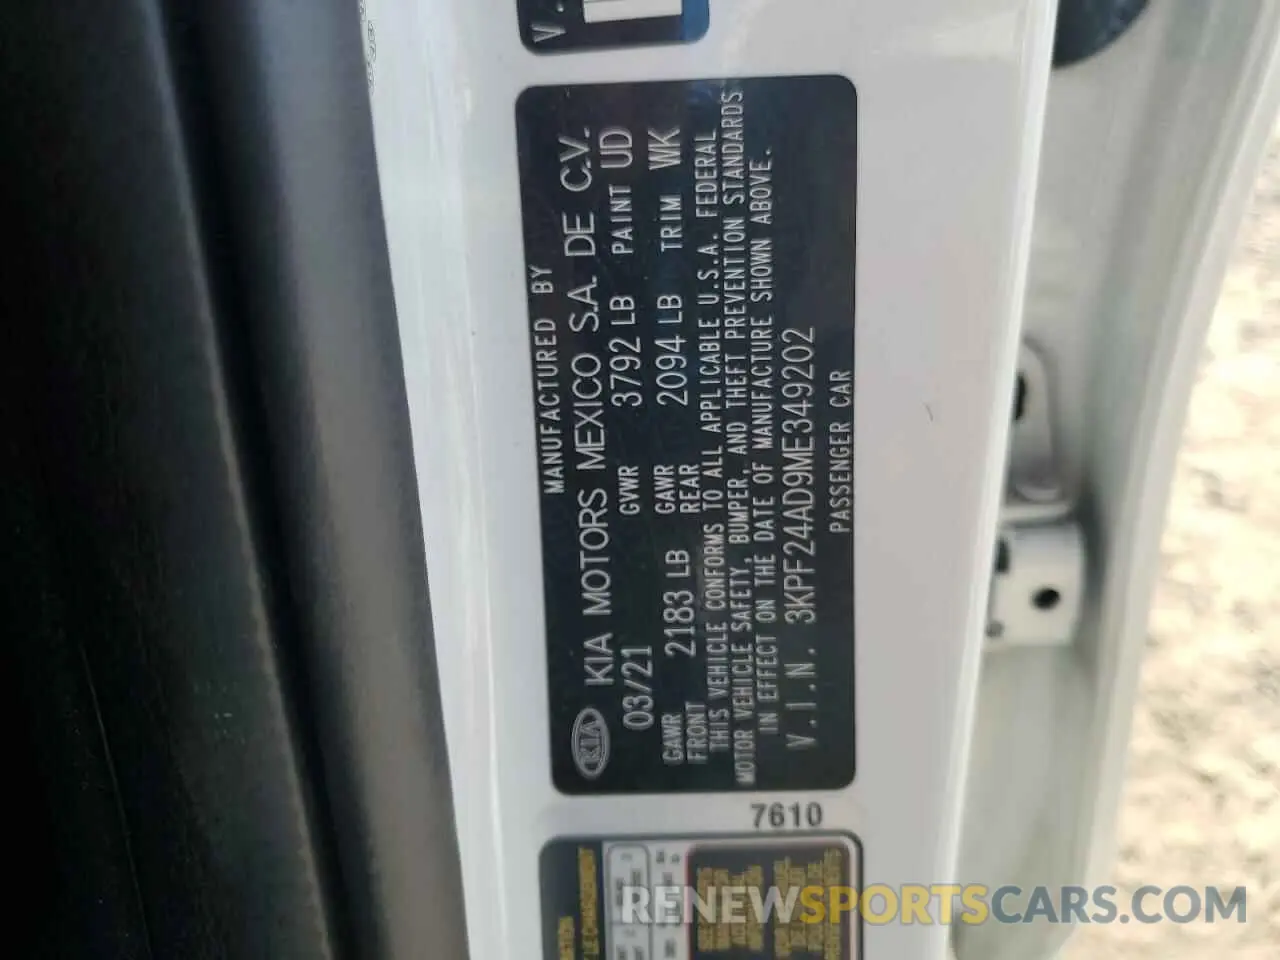 V.
MANUFACTURED BY
KIA KIA MOTORS MEXICO S.A. DE C.V.
03/21 GVWR 3792 LB PAINT UD
GAWR FRONT 2183 LB GAWR REAR 2094 LB TRIM WK
THIS VEHICLE CONFORMS TO ALL APPLICABLE U.S.A. FEDERAL
MOTOR VEHICLE SAFETY, BUMPER, AND THEFT PREVENTION STANDARDS
IN EFFECT ON THE DATE OF MANUFACTURE SHOWN ABOVE.
V.I.N. 3KPF24AD9ME349202
PASSENGER CAR
7610
RENEWSPORTSCARS.COM